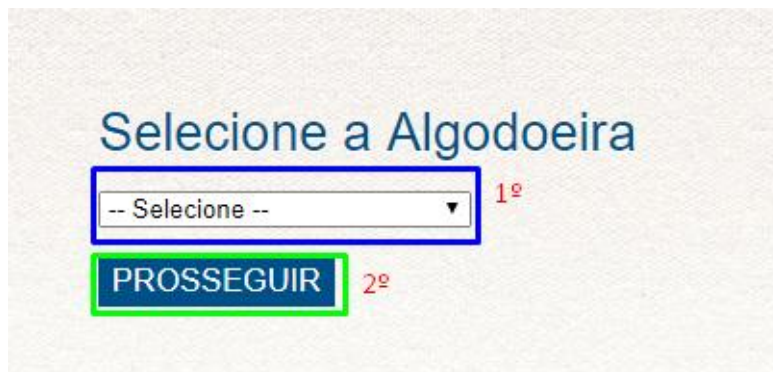 Selecione a Algodoeira
-- Selecione -- 1º
PROSSEGUIR 2º